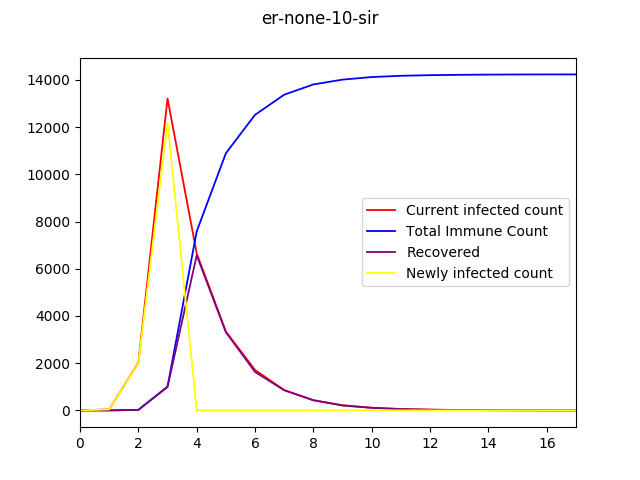 er-none-10-sir
14000
12000
10000
8000
6000
4000
2000
0
Current infected count
Total Immune Count
Recovered
Newly infected count
0 2 4 6 8 10 12 14 16